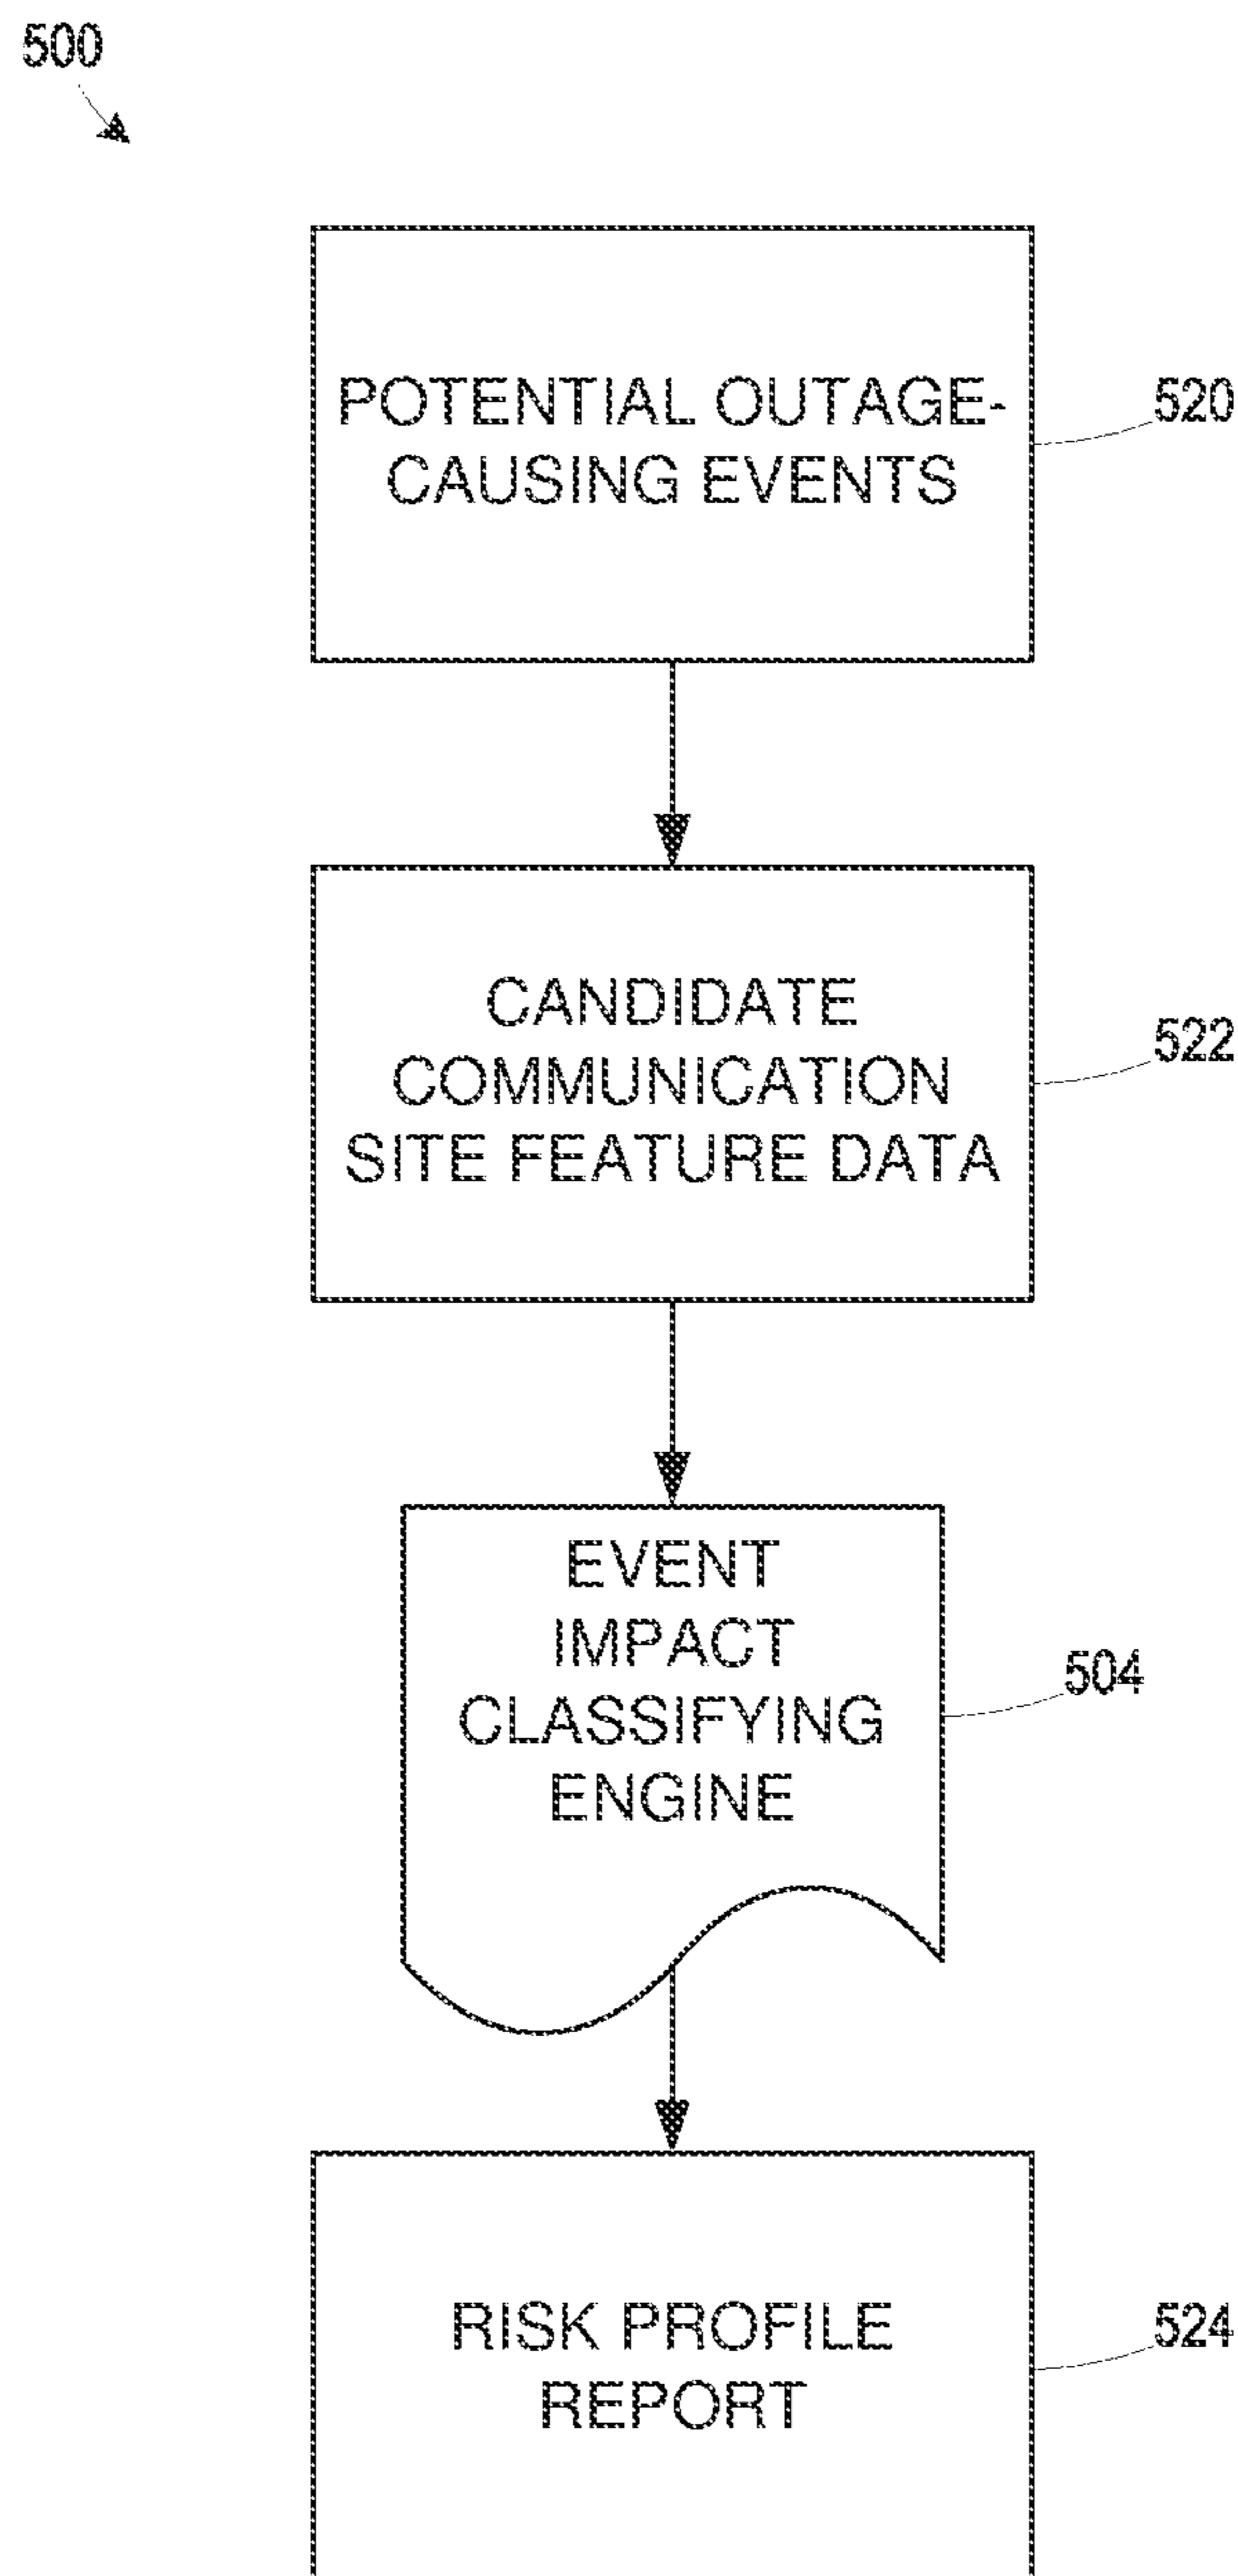 500
POTENTIAL OUTAGE-
CAUSING EVENTS
520
CANDIDATE
COMMUNICATION
SITE FEATURE DATA
522
EVENT
IMPACT
CLASSIFYING
ENGINE
504
RISK PROFILE
REPORT
524